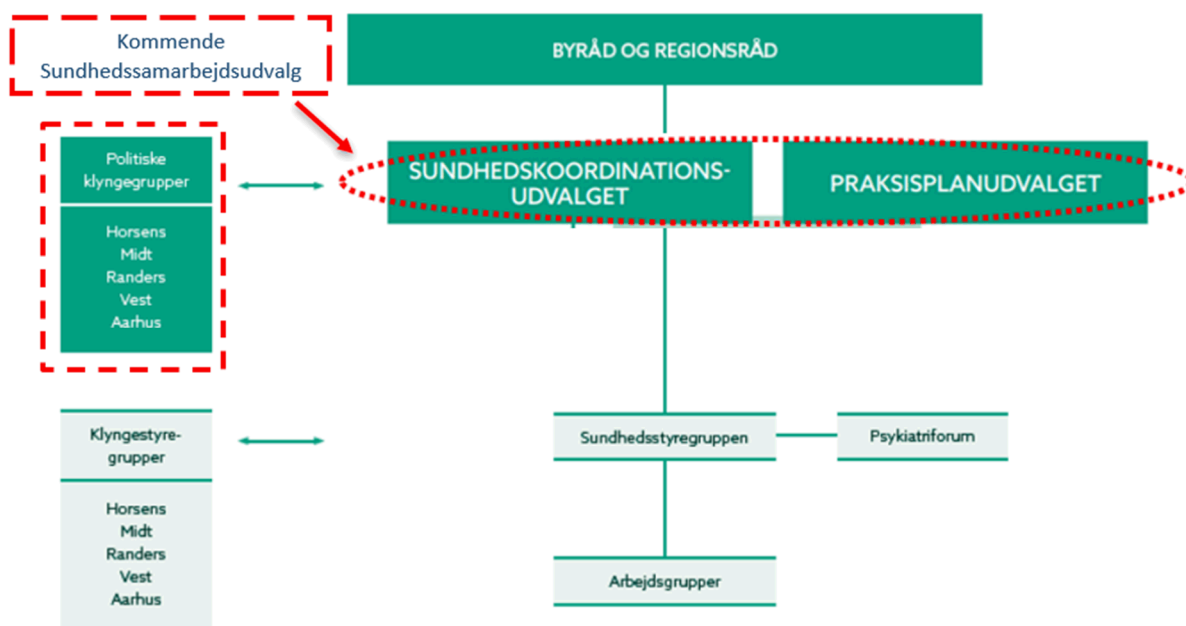 Kommende
Sundhedssamarbejdsudvalg
BYRÅD OG REGIONSRÅD
Politiske
klyngegrupper
Horsens
Midt
Randers
Vest
Aarhus
SUNDHEDSKOORDINATIONS-
UDVALGET
PRAKSISPLANUDVALGET
Klyngestyre-
grupper
Horsens
Midt
Randers
Vest
Aarhus
Sundhedsstyregruppen
Psykiatriforum
Arbejdsgrupper